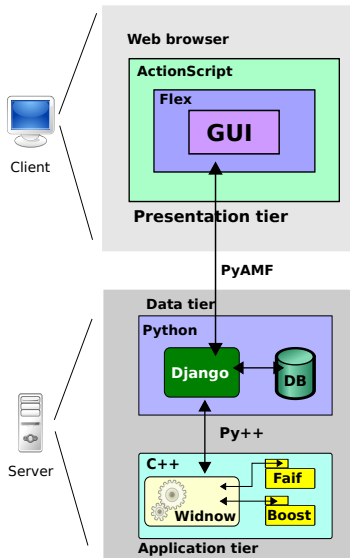 Web browser
ActionScript
Flex
GUI
Client
Presentation tier
PyAMF
Data tier
Python
Django
DB
Py++
Server
C++
Faif
Widnow
Boost
Application tier